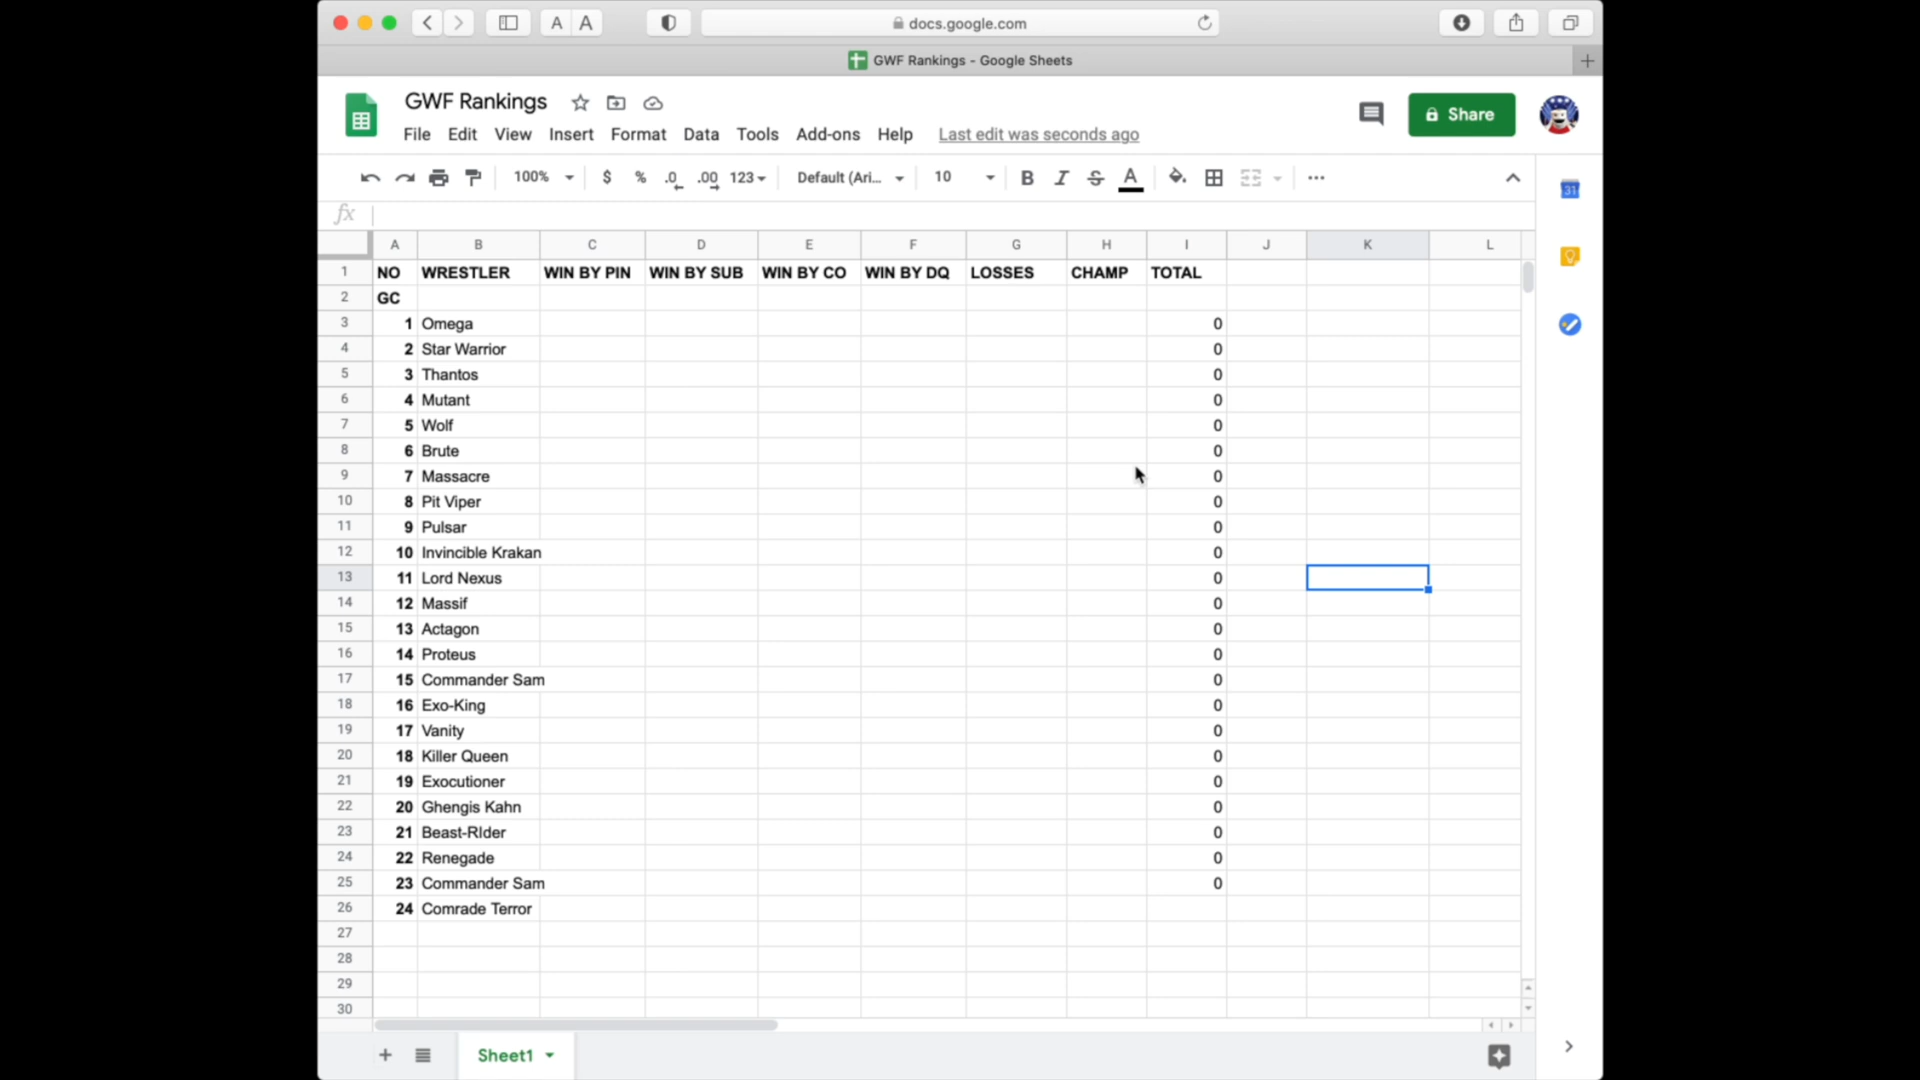 A A docs.google.com
GWF Rankings - Google Sheets
GWF Rankings
Share
File Edit View Insert Format Data Tools Add-ons Help Last edit was seconds ago
100% $ % .0 .00 123 Default (Ari... 10 B I S A ...
31
fx
A B C D E F G H I J K L
1 NO WRESTLER WIN BY PIN WIN BY SUB WIN BY CO WIN BY DQ LOSSES CHAMP TOTAL
2 GC
3 1 Omega 0
4 2 Star Warrior 0
5 3 Thantos 0
6 4 Mutant 0
7 5 Wolf 0
8 6 Brute 0
9 7 Massacre 0
10 8 Pit Viper 0
11 9 Pulsar 0
12 10 Invincible Krakan 0
13 11 Lord Nexus 0
14 12 Massif 0
15 13 Actagon 0
16 14 Proteus 0
17 15 Commander Sam 0
18 16 Exo-King 0
19 17 Vanity 0
20 18 Killer Queen 0
21 19 Exocutioner 0
22 20 Ghengis Kahn 0
23 21 Beast-RIder 0
24 22 Renegade 0
25 23 Commander Sam 0
26 24 Comrade Terror
27
28
29
30
Sheet1